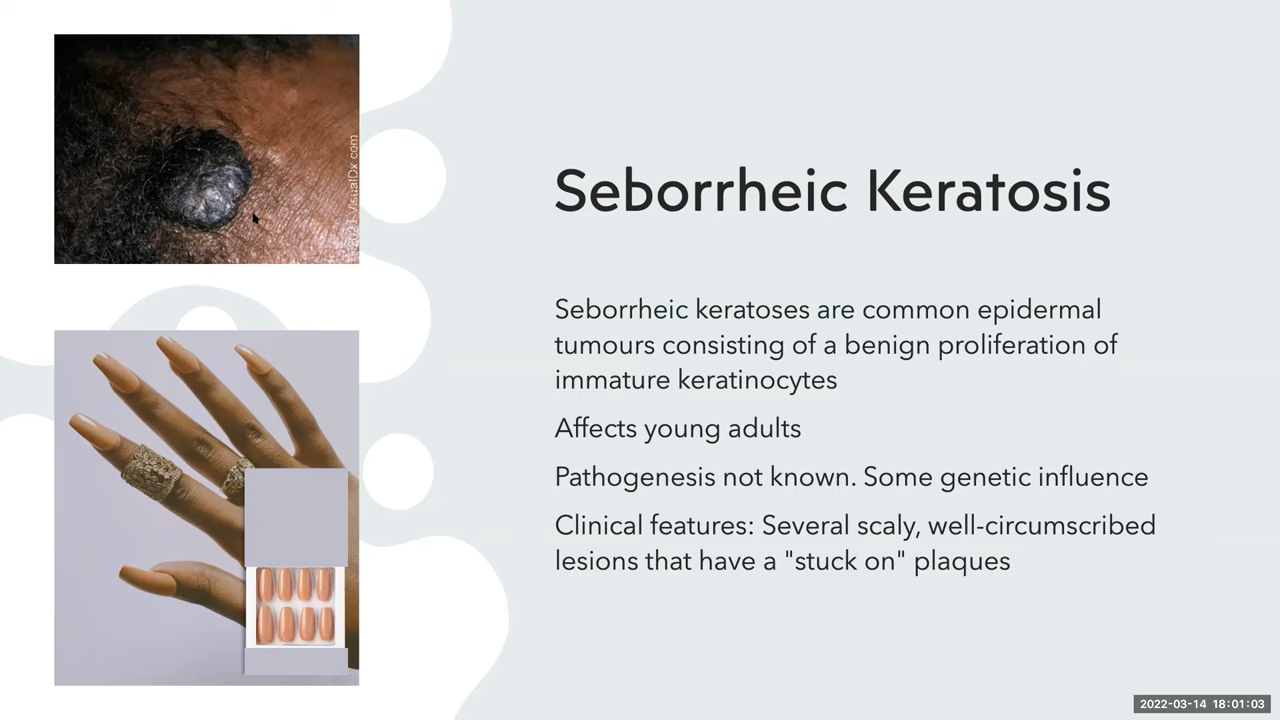 Seborrheic Keratosis
Seborrheic keratoses are common epidermal
tumours consisting of a benign proliferation of
immature keratinocytes
Affects young adults
Pathogenesis not known. Some genetic influence
Clinical features: Several scaly, well-circumscribed
lesions that have a "stuck on" plaques
VisualDx.com
2022-03-14 18:01:03